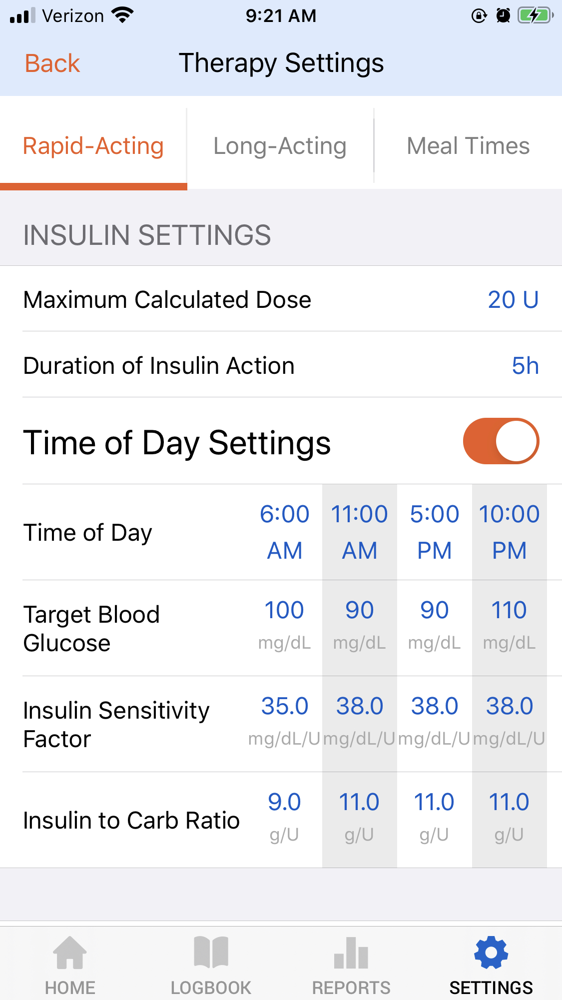 Verizon 9:21 AM
Back Therapy Settings
Rapid-Acting Long-Acting Meal Times
INSULIN SETTINGS
Maximum Calculated Dose 20 U
Duration of Insulin Action 5h
Time of Day Settings
Time of Day
6:00 11:00 5:00 10:00
AM AM PM PM
Target Blood
Glucose
100 90 90 110
mg/dL mg/dL mg/dL mg/dL
Insulin Sensitivity
Factor
35.0 38.0 38.0 38.0
mg/dL/U mg/dL/U mg/dL/U mg/dL/U
Insulin to Carb Ratio
9.0 11.0 11.0 11.0
g/U g/U g/U g/U
HOME LOGBOOK REPORTS SETTINGS